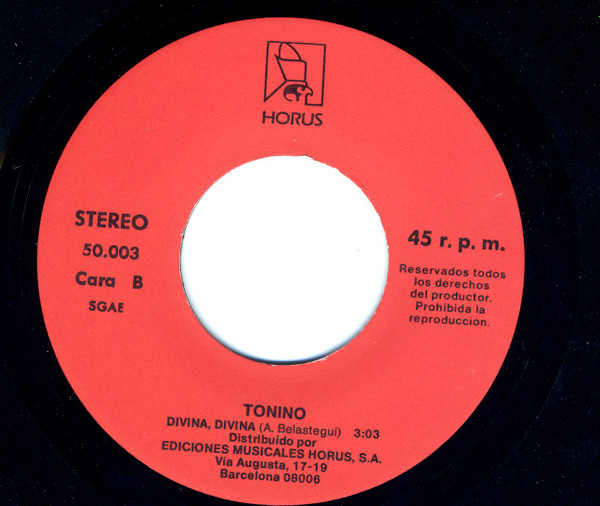 HORUS
STEREO
50.003
Cara B
SGAE
45 r. p. m.
Reservados todos
los derechos
del productor.
Prohibida la
reproducción.
TONINO
DIVINA, DIVINA (A. Belastegui) 3:03
Distribuido por
EDICIONES MUSICALES HORUS, S.A.
Via Augusta, 17-19
Barcelona 08006